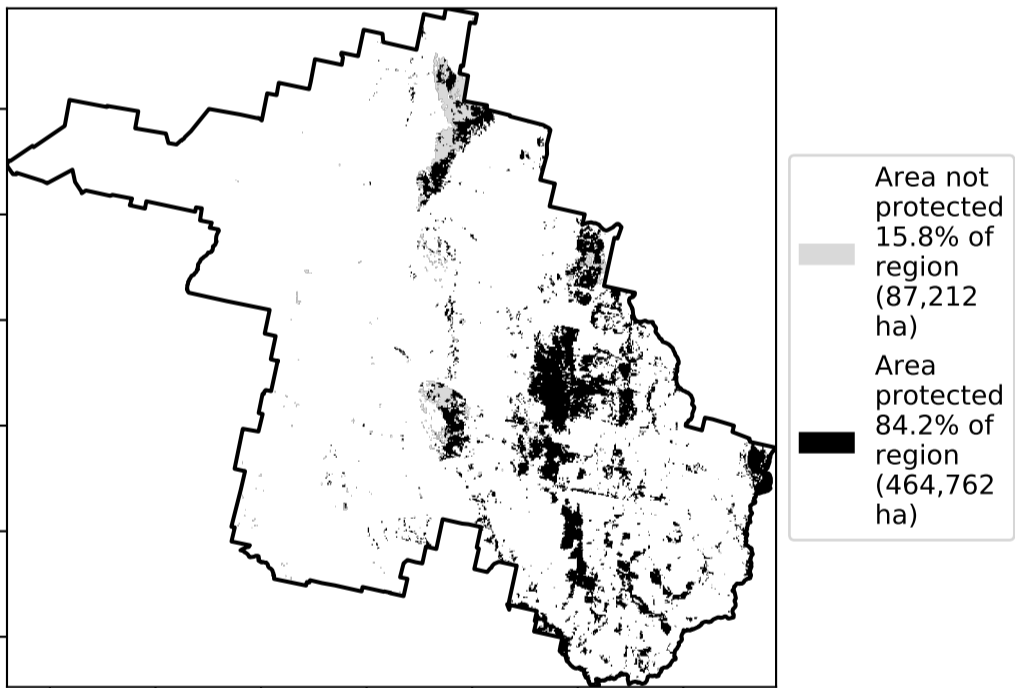 Area not
protected
15.8% of
region
(87,212
ha)
Area
protected
84.2% of
region
(464,762
ha)